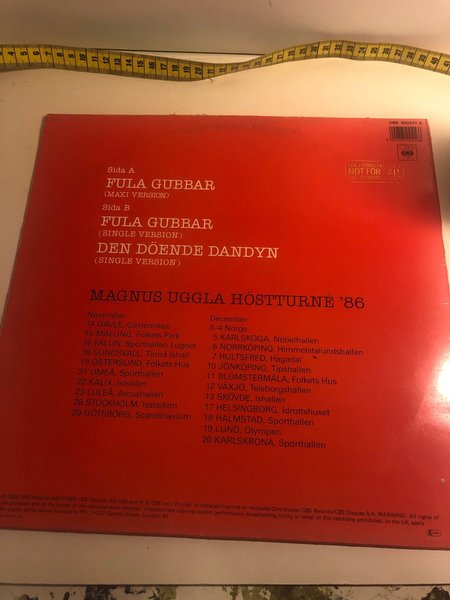 CBS 650241 6
CBS
NOT FOR
Sida A
FULA GUBBAR
(MAXI VERSION)
Sida B
FULA GUBBAR
(SINGLE VERSION)
DEN DÖENDE DANDYN
(SINGLE VERSION)
MAGNUS UGGLA HÖSTTURNÉ '86
November
14 GÄVLE, Gävlerinken
15 MALUNG, Folkets Park
16 FALUN, Sporthallen Lugnet
18 SUNDSVALL, Timrå Ishall
19 ÖSTERSUND, Folkets Hus
21 UMEÅ, Sporthallen
22 KALIX, Ishallen
23 LULEÅ, Arcushallen
28 STOCKHOLM, Isstadion
29 GÖTEBORG, Scandinavium
December
3–4 Norge
5 KARLSKOGA, Nobelhallen
6 NORRKÖPING, Himmelstalundshallen
7 HULTSFRED, Hagadal
10 JÖNKÖPING, Tipshallen
11 BLOMSTERMÅLA, Folkets Hus
12 VÄXJÖ, Teleborgshallen
13 SKÖVDE, Ishallen
17 HELSINGBORG, Idrottshuset
18 HALMSTAD, Sporthallen
19 LUND, Olympen
20 KARLSKRONA, Sporthallen